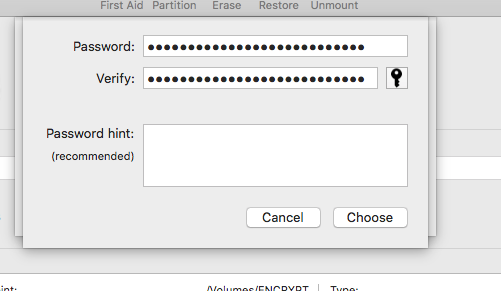 First Aid Partition Erase Restore Unmount
Password:
Verify:
Password hint:
(recommended)
Cancel Choose
/Volumes/ENCRYPT Type: